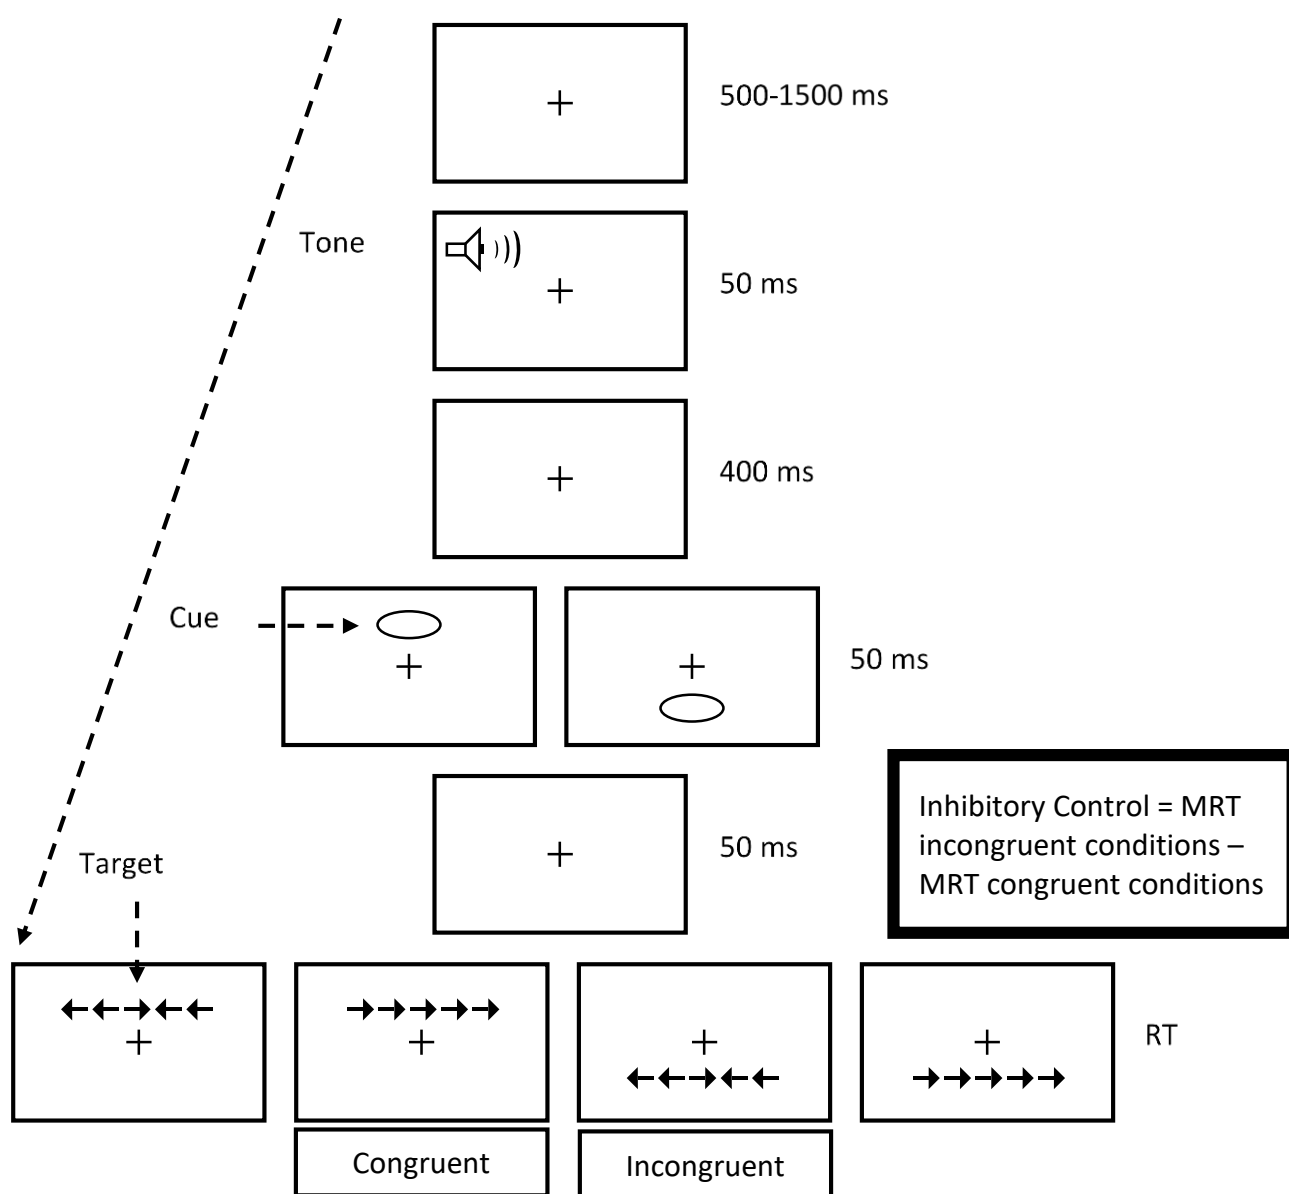 500-1500 ms
Tone
50 ms
400 ms
Cue
50 ms
50 ms
Inhibitory Control = MRT
incongruent conditions –
MRT congruent conditions
Target
RT
Congruent
Incongruent